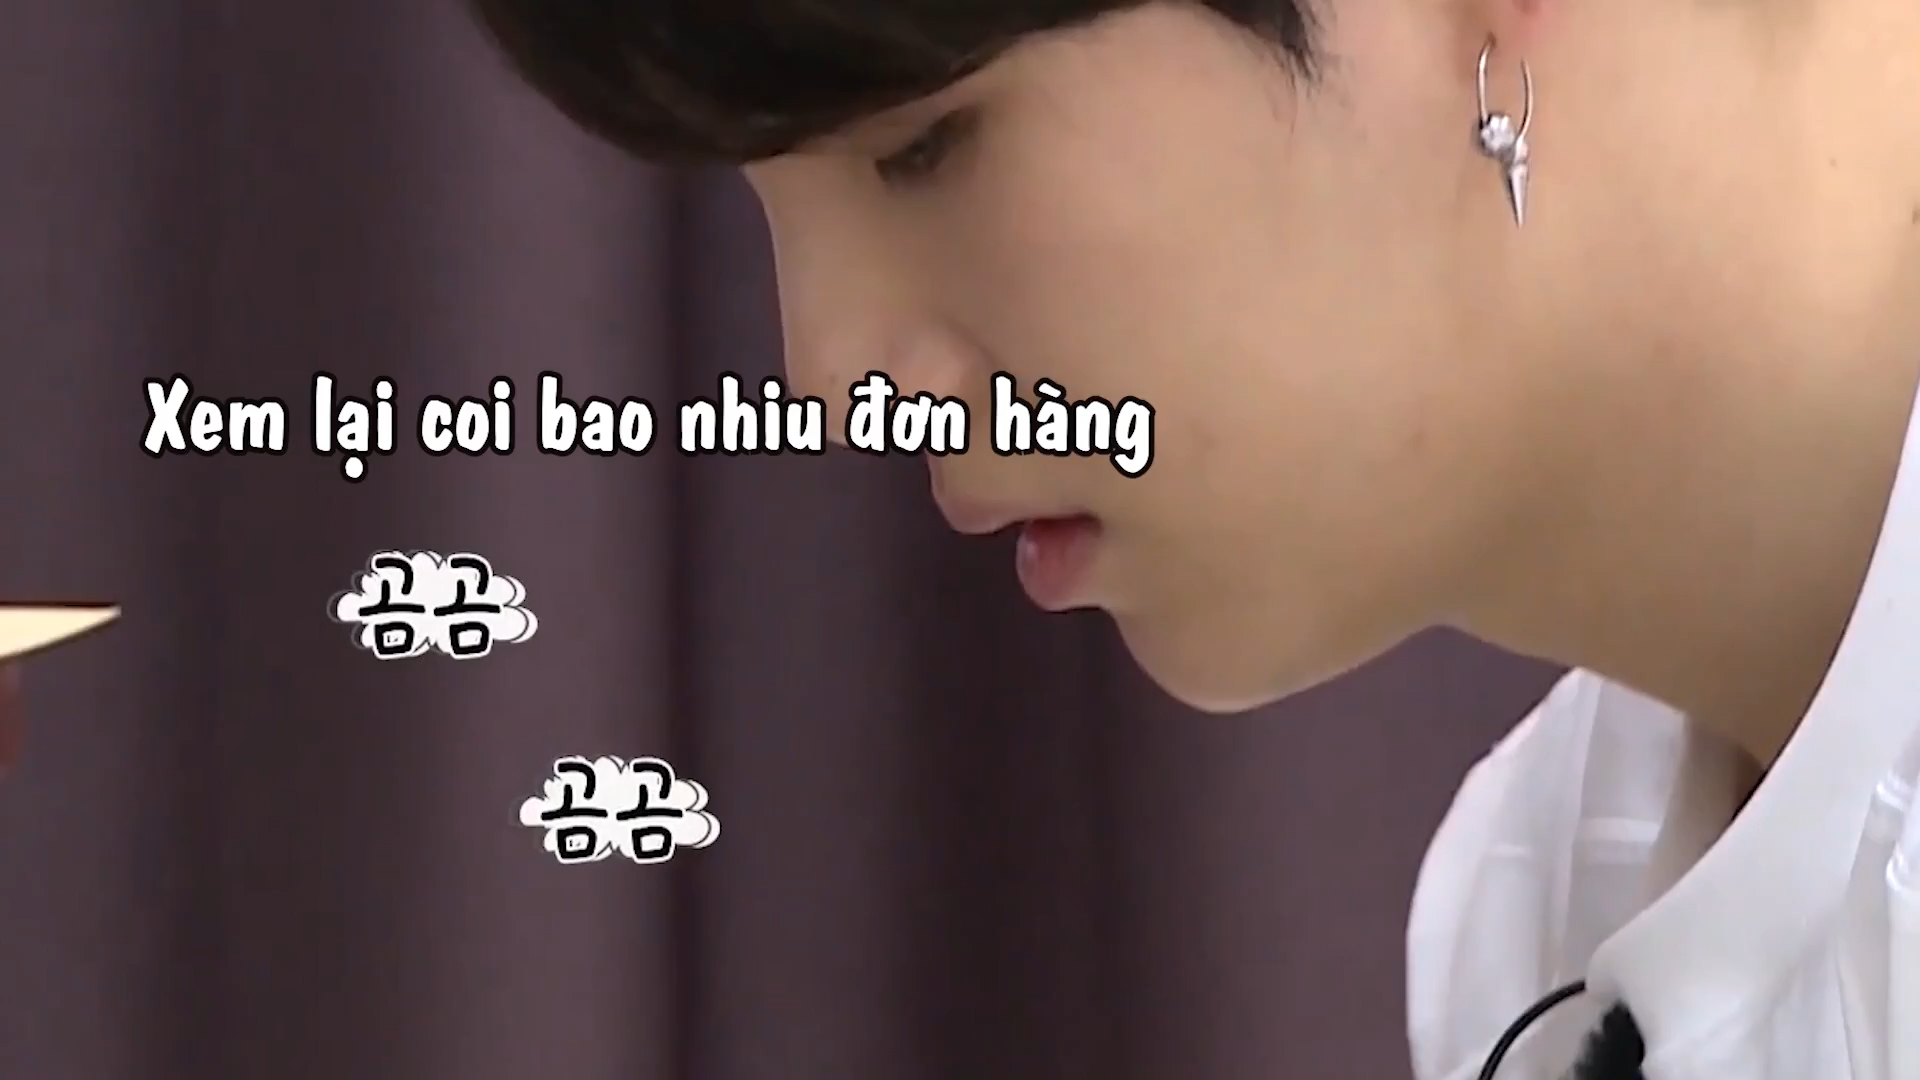 Xem lại coi bao nhiu đơn hàng
곰곰
곰곰